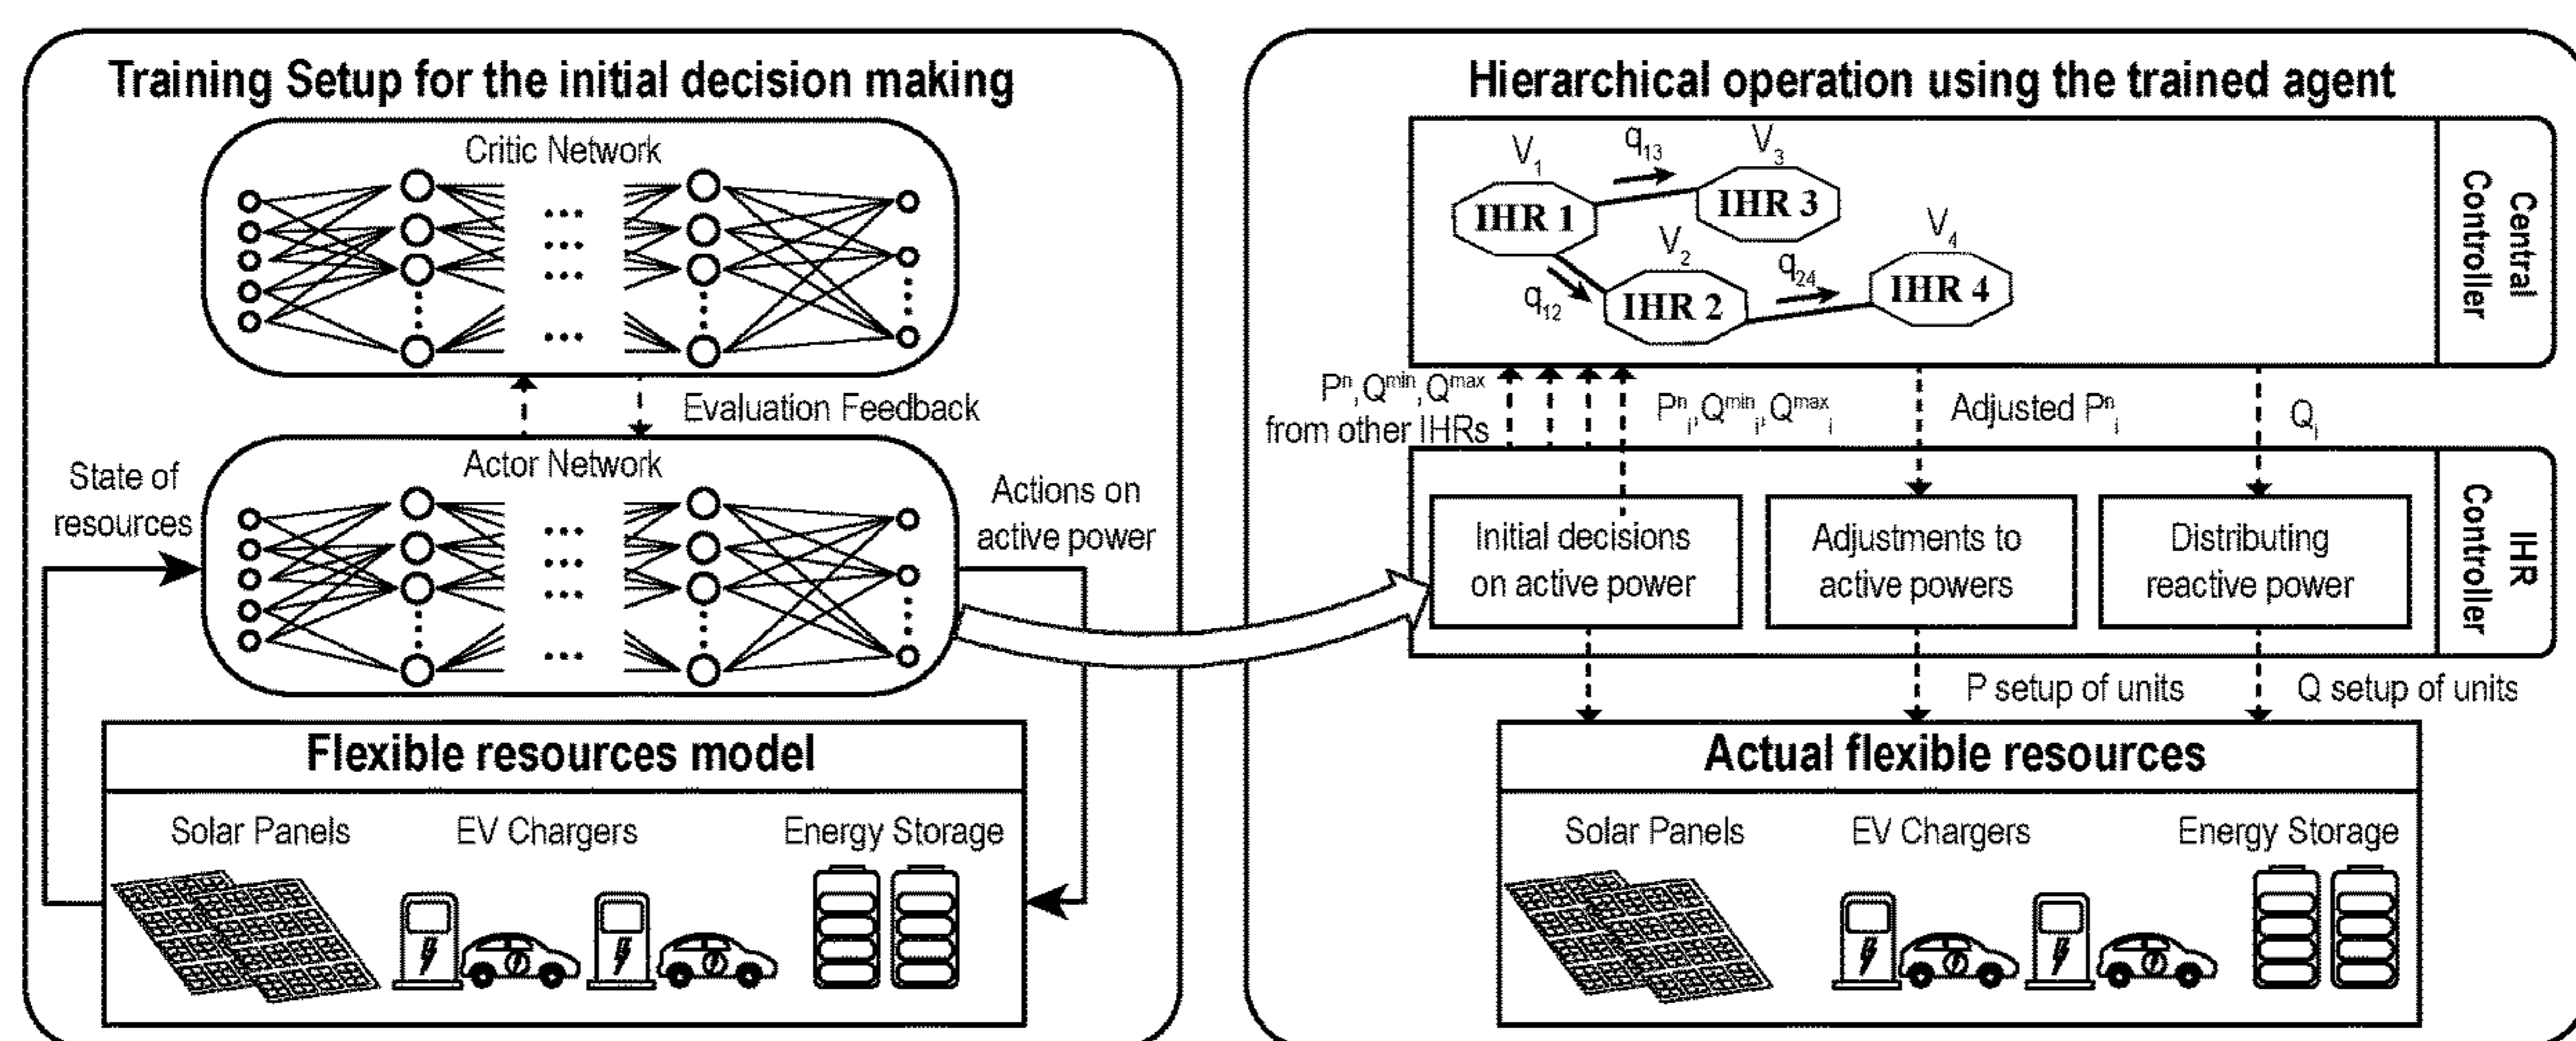 Training Setup for the initial decision making
Critic Network
Evaluation Feedback
Actor Network
State of
resources
Actions on
active power
Flexible resources model
Solar Panels
EV Chargers
Energy Storage
Hierarchical operation using the trained agent
V₁
q₁₃
V₃
IHR 1
IHR 3
V₂
V₄
q₁₂
IHR 2
q₂₄
IHR 4
Central
Controller
Pⁿ,Qᵐⁱⁿ,Qᵐᵃˣ
from other IHRs
Pⁿᵢ,Qᵐⁱⁿᵢ,Qᵐᵃˣᵢ
Adjusted Pⁿᵢ
Qᵢ
Initial decisions
on active power
Adjustments to
active powers
Distributing
reactive power
IHR
Controller
P setup of units
Q setup of units
Actual flexible resources
Solar Panels
EV Chargers
Energy Storage